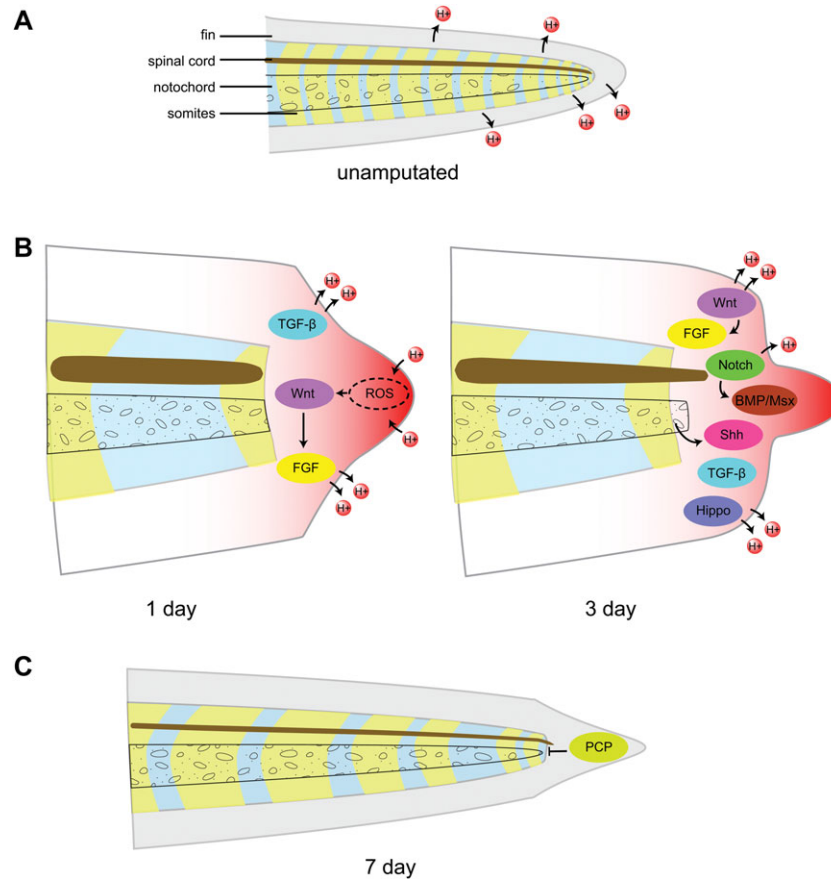 A
fin
spinal cord
notochord
somites
H+
H+
H+
H+
H+
unamputated
B
TGF-β
H+
H+
H+
Wnt
ROS
H+
FGF
H+
H+
1 day
H+
H+
Wnt
FGF
Notch
H+
BMP/Msx
Shh
TGF-β
Hippo
H+
H+
3 day
C
PCP
7 day